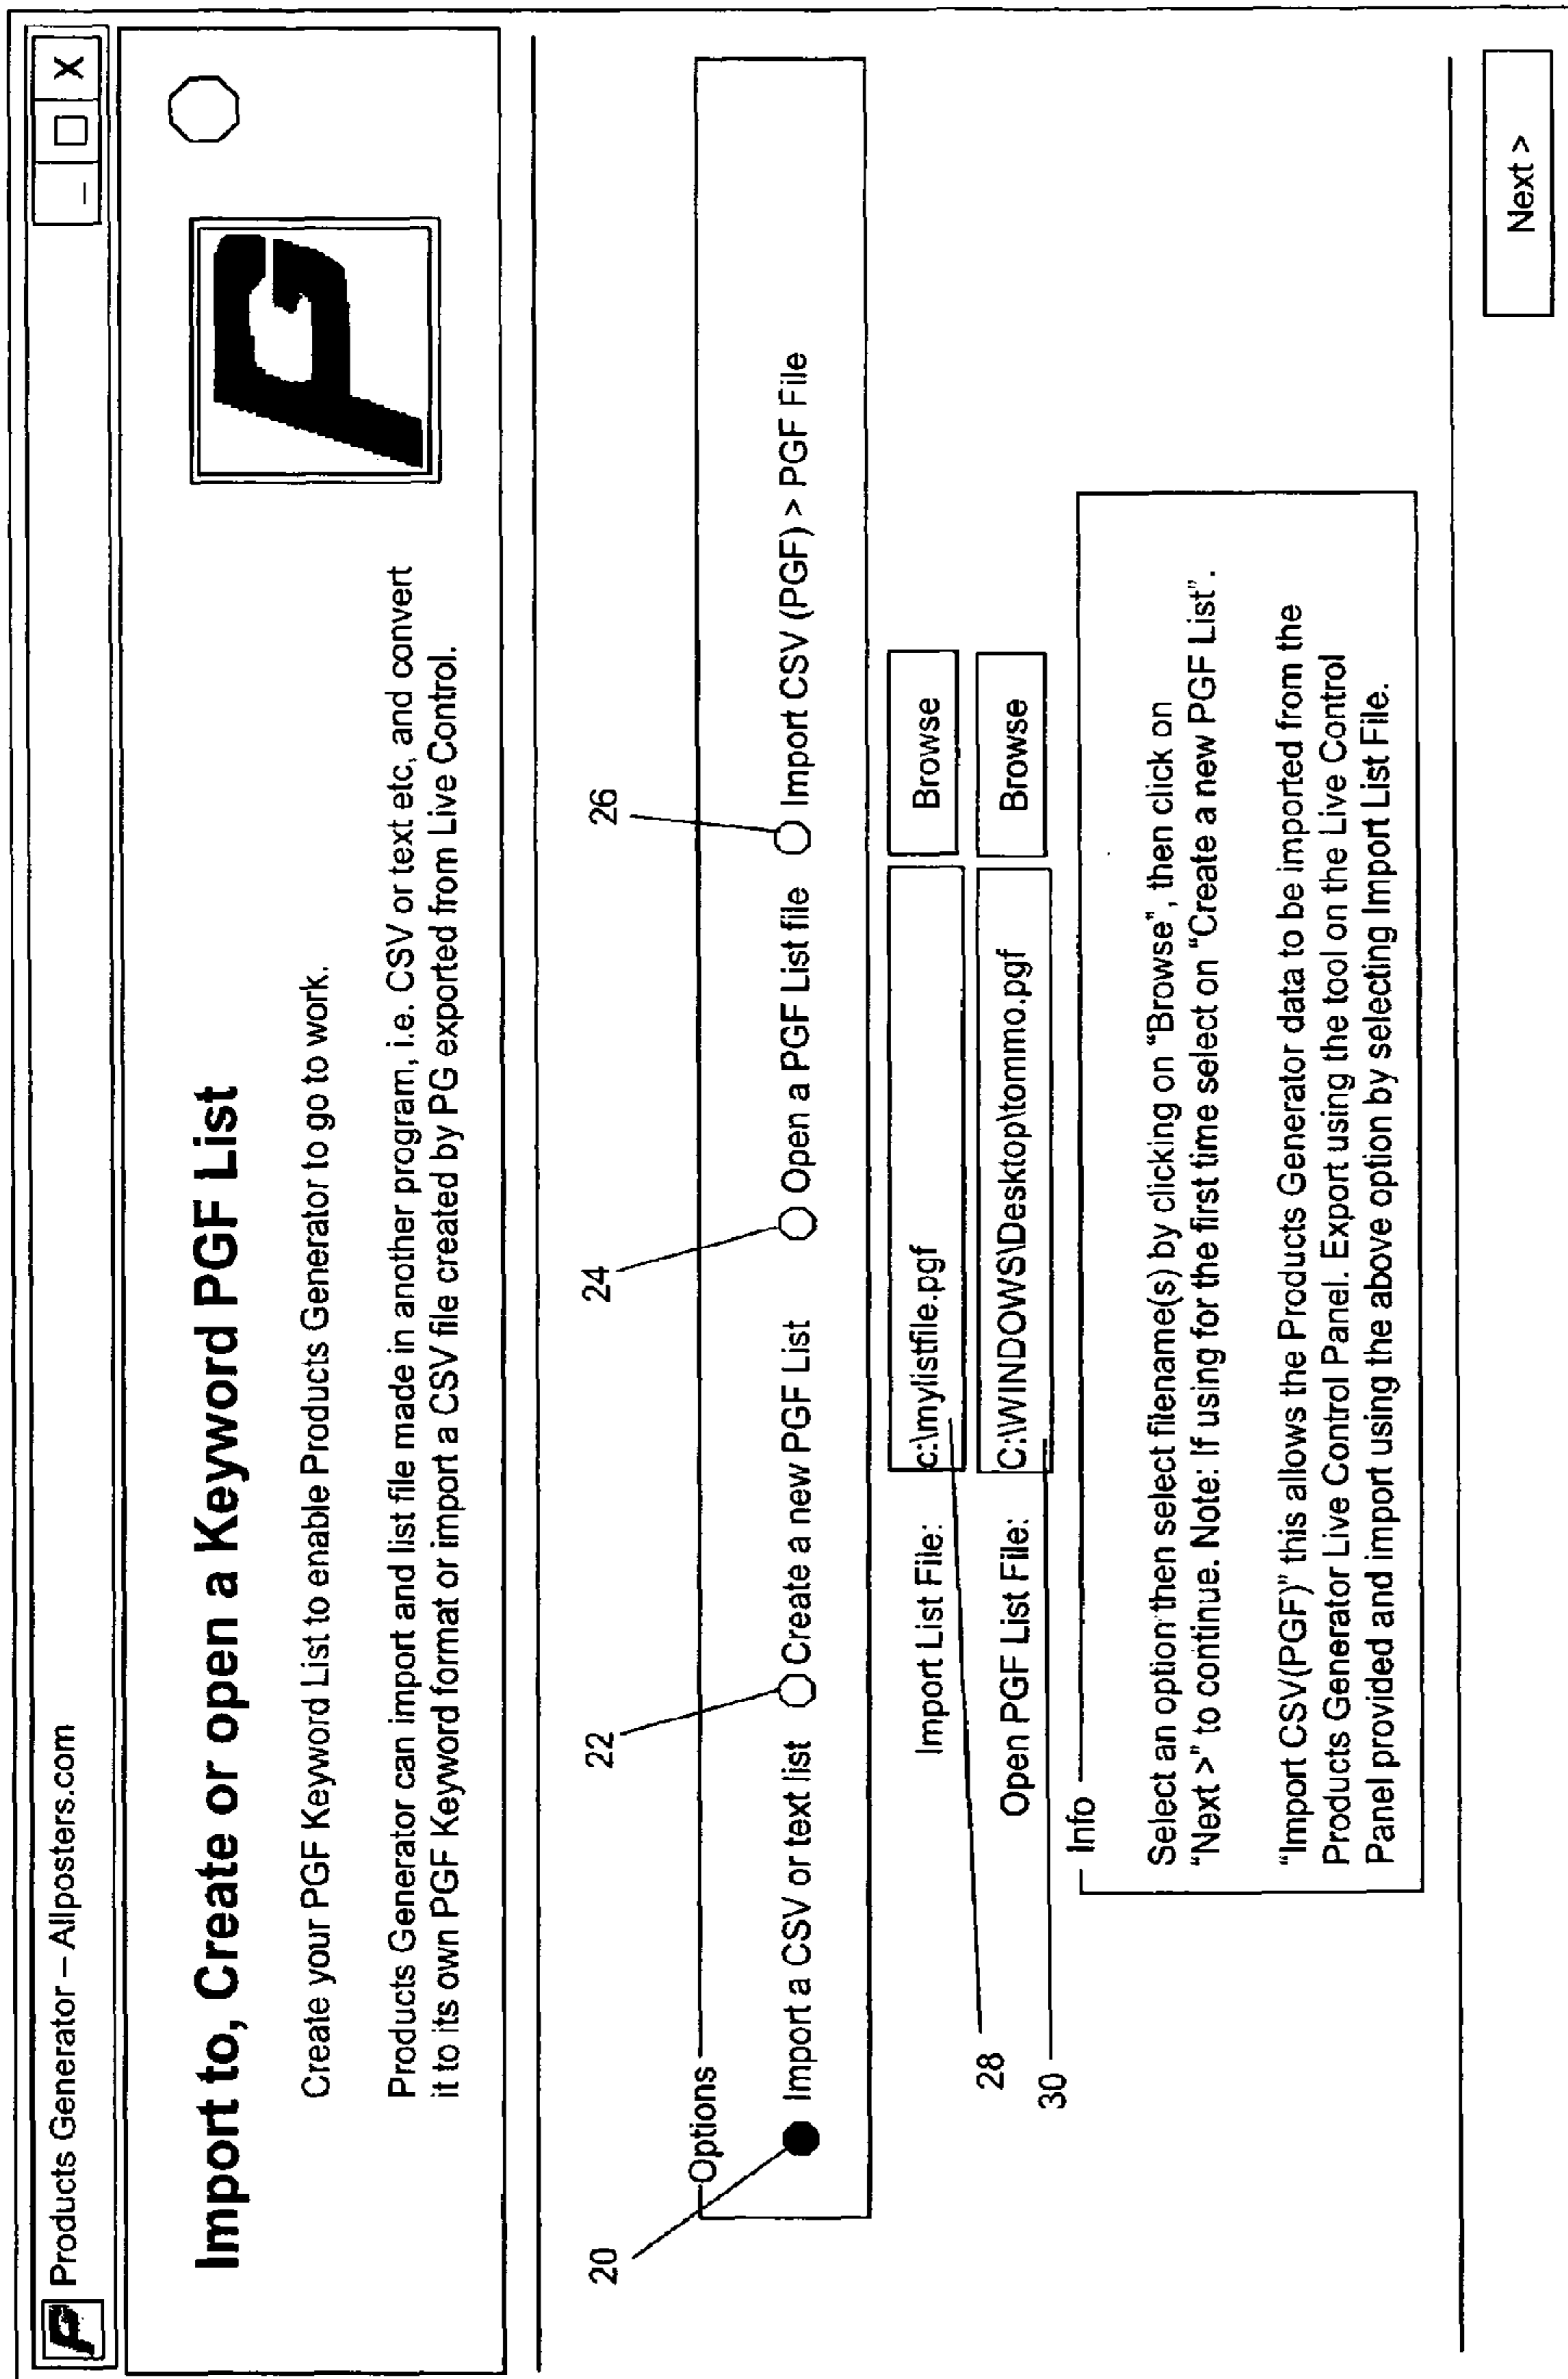 Products Generator – Allposters.com
_ □ X
Import to, Create or open a Keyword PGF List
Create your PGF Keyword List to enable Products Generator to go to work.
Products Generator can import and list file made in another program, i.e. CSV or text etc, and convert
it to its own PGF Keyword format or import a CSV file created by PG exported from Live Control.
PG
20
22
24
26
Options
Import a CSV or text list
Create a new PGF List
Open a PGF List file
Import CSV (PGF) > PGF File
Import List File:
c:\mylistfile.pgf
Browse
28
Open PGF List File:
C:\WINDOWS\Desktop\tommo.pgf
Browse
30
Info
Select an option then select filename(s) by clicking on "Browse", then click on
"Next >" to continue. Note: If using for the first time select on "Create a new PGF List".
"Import CSV(PGF)" this allows the Products Generator data to be imported from the
Products Generator Live Control Panel. Export using the tool on the Live Control
Panel provided and import using the above option by selecting Import List File.
Next >